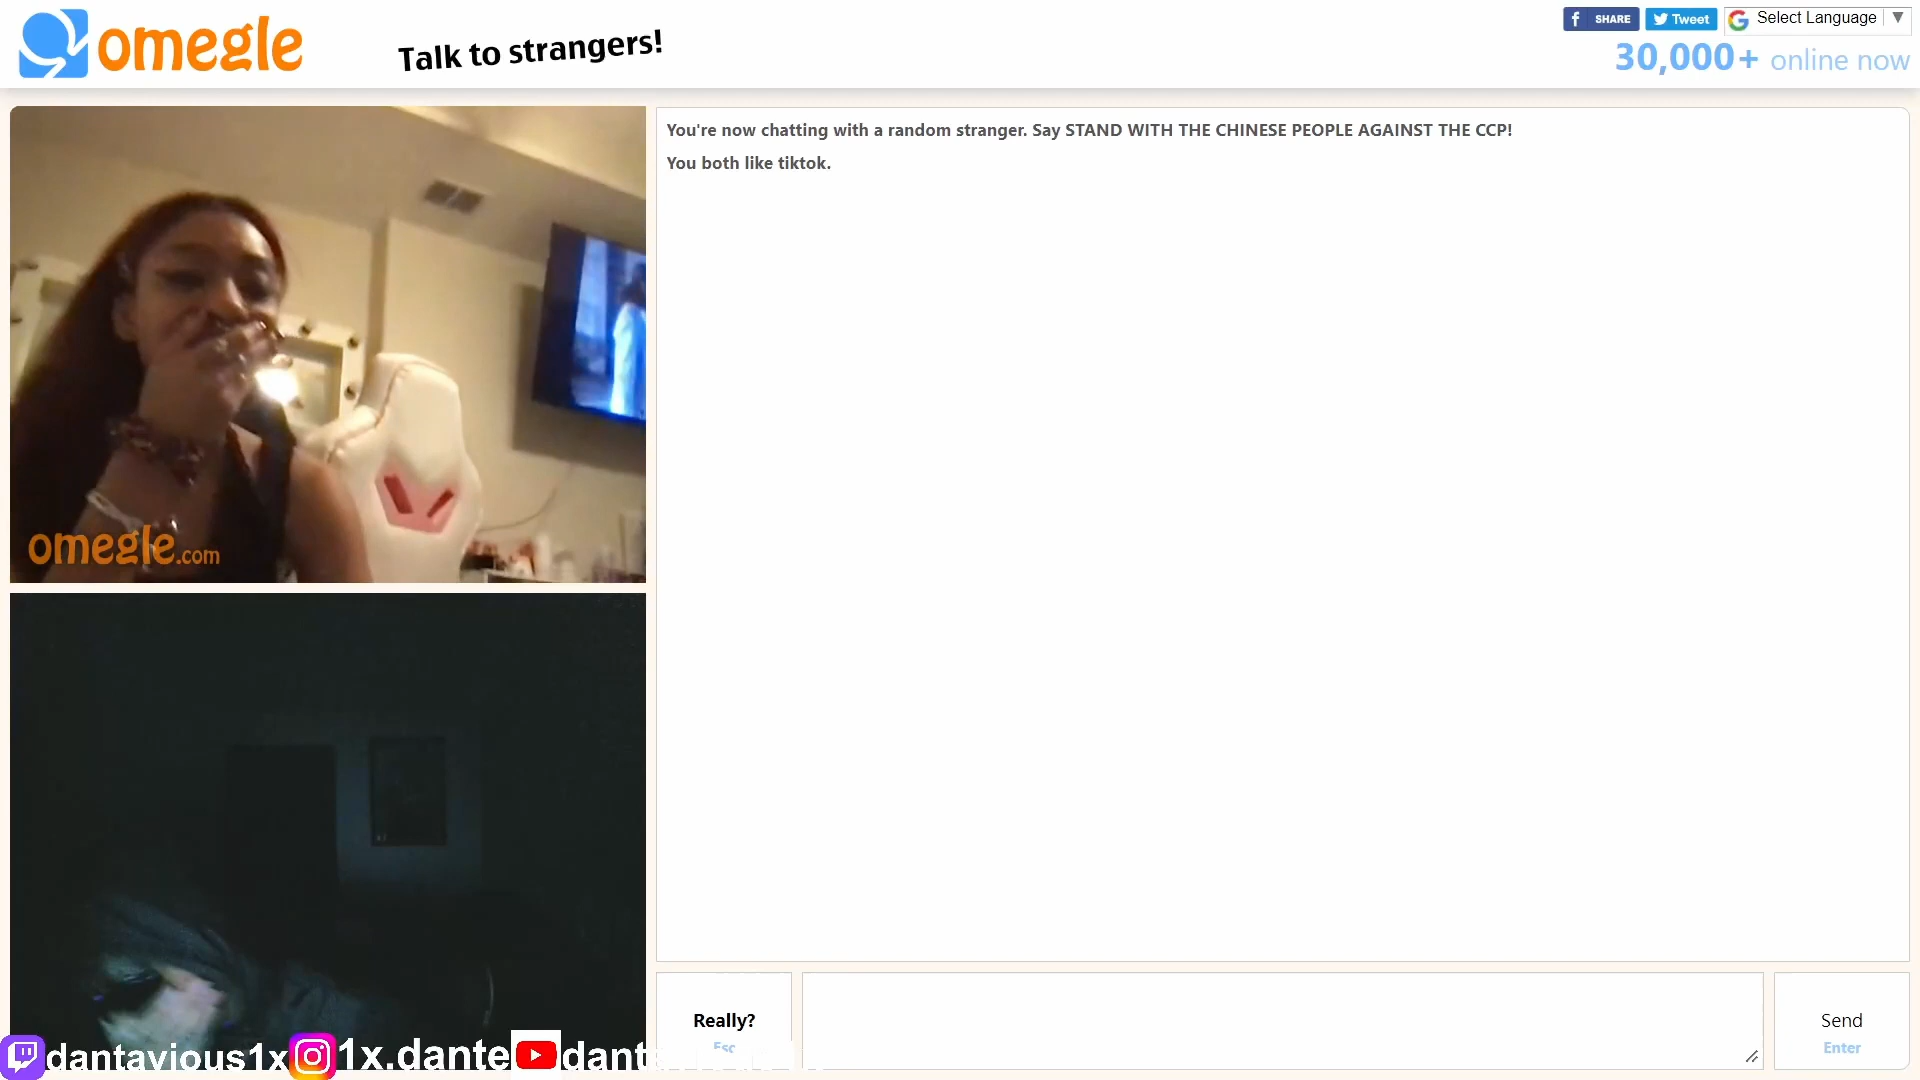 omegle
Talk to strangers!
SHARE
Tweet
Select Language
30,000+ online now
You're now chatting with a random stranger. Say STAND WITH THE CHINESE PEOPLE AGAINST THE CCP!
You both like tiktok.
omegle.com
Really?
Esc
Send
Enter
dantavious1x
1x.dante